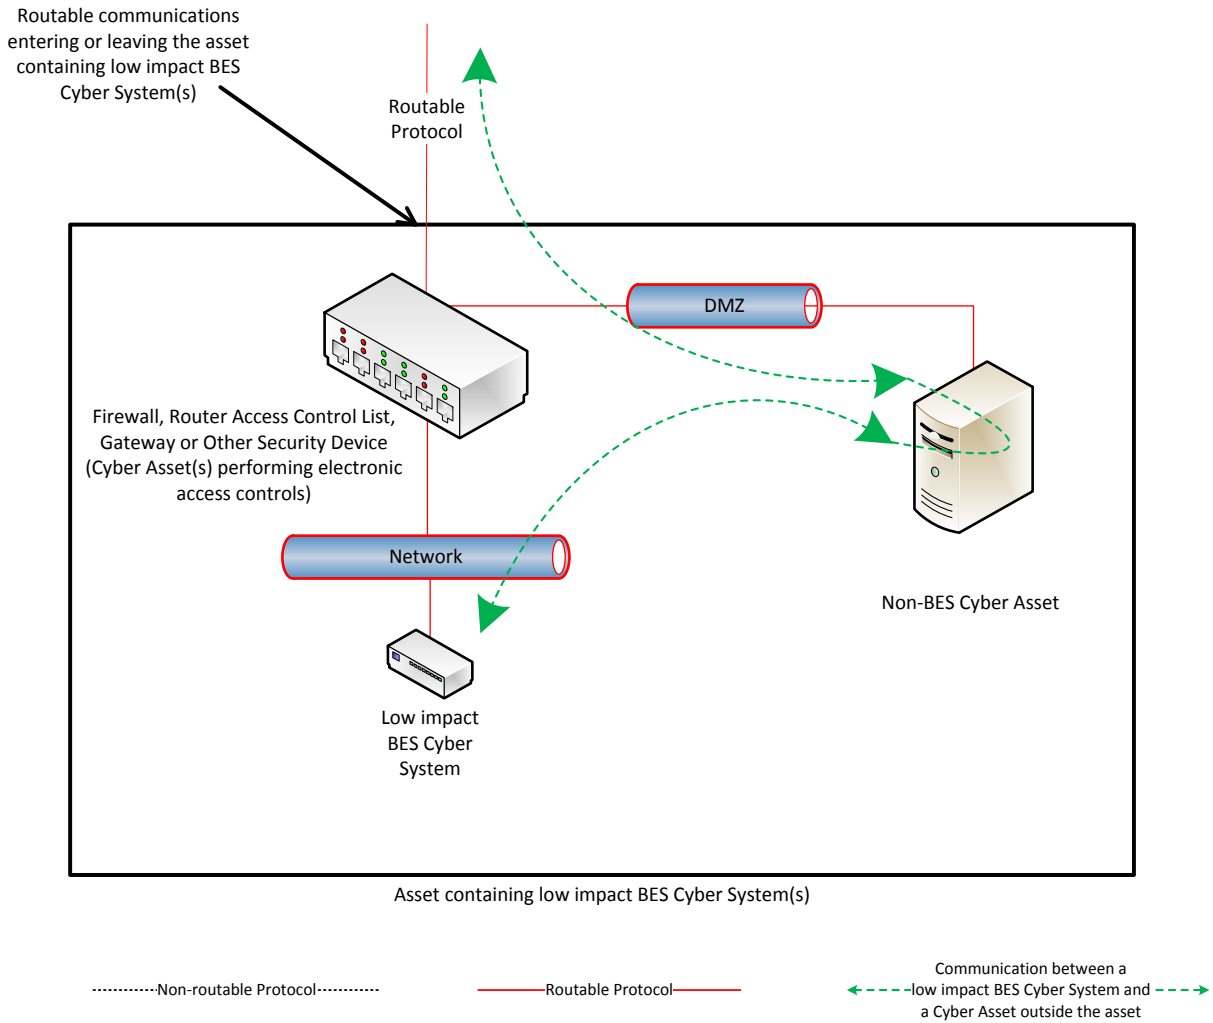 Routable communications
entering or leaving the asset
containing low impact BES
Cyber System(s)
Routable
Protocol
DMZ
Firewall, Router Access Control List,
Gateway or Other Security Device
(Cyber Asset(s) performing electronic
access controls)
Network
Non-BES Cyber Asset
Low impact
BES Cyber
System
Asset containing low impact BES Cyber System(s)
Non-routable Protocol
Routable Protocol
Communication between a
low impact BES Cyber System and
a Cyber Asset outside the asset